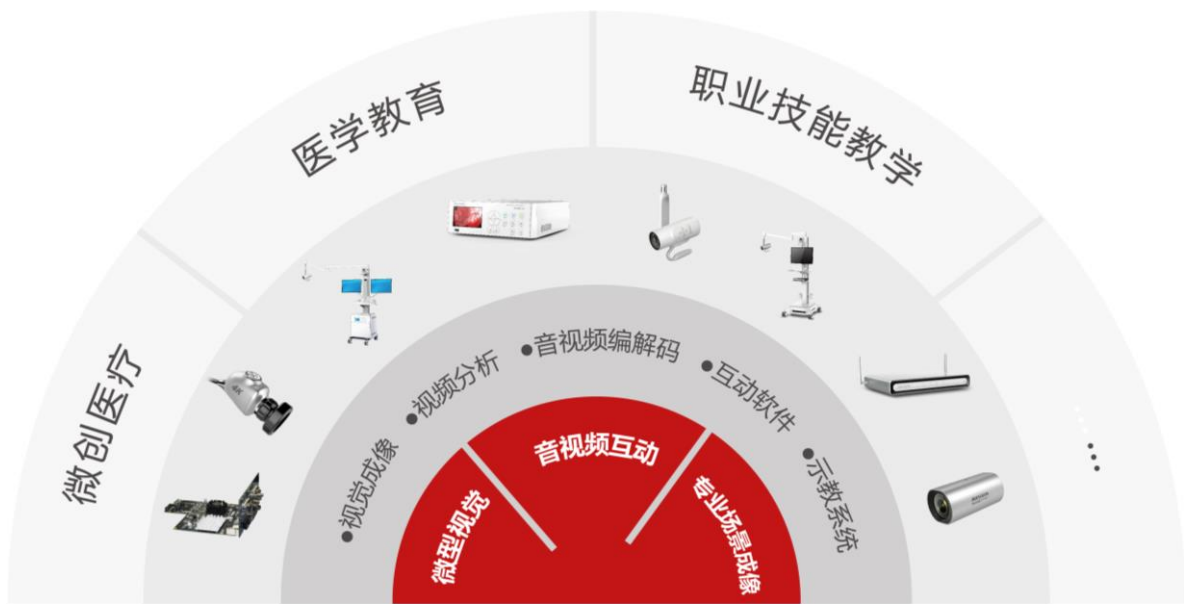 微创医疗
医学教育
职业技能教学
●视觉成像
●视频分析
●音视频编解码
●互动软件
●示教系统
微型视觉
音视频互动
专业场景成像
4K